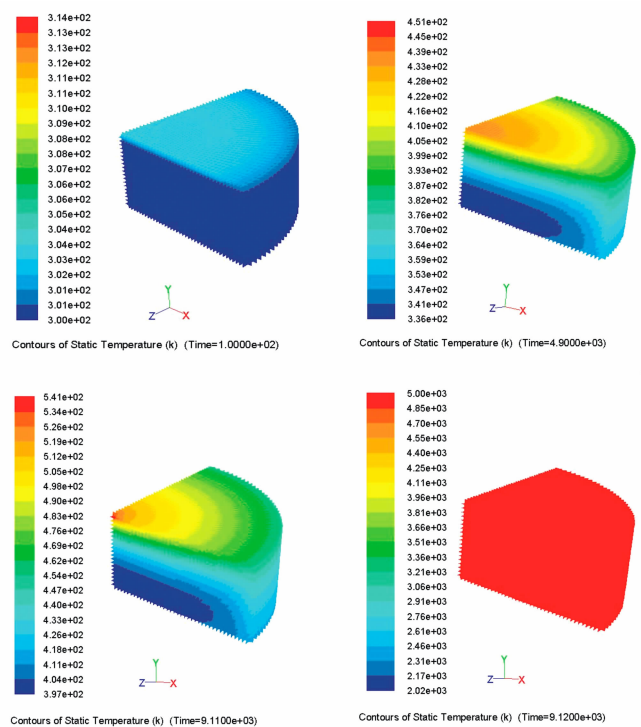 3.14e+02
3.13e+02
3.13e+02
3.12e+02
3.11e+02
3.11e+02
3.10e+02
3.09e+02
3.08e+02
3.08e+02
3.07e+02
3.06e+02
3.06e+02
3.05e+02
3.04e+02
3.03e+02
3.03e+02
3.02e+02
3.01e+02
3.01e+02
3.00e+02
Y
Z
X
Contours of Static Temperature (k) (Time=1.0000e+02)
4.51e+02
4.45e+02
4.39e+02
4.33e+02
4.28e+02
4.22e+02
4.16e+02
4.10e+02
4.05e+02
3.99e+02
3.93e+02
3.87e+02
3.82e+02
3.76e+02
3.70e+02
3.64e+02
3.59e+02
3.53e+02
3.47e+02
3.41e+02
3.36e+02
Y
Z
X
Contours of Static Temperature (k) (Time=4.9000e+03)
5.41e+02
5.34e+02
5.26e+02
5.19e+02
5.12e+02
5.05e+02
4.98e+02
4.90e+02
4.83e+02
4.76e+02
4.69e+02
4.62e+02
4.54e+02
4.47e+02
4.40e+02
4.33e+02
4.26e+02
4.18e+02
4.11e+02
4.04e+02
3.97e+02
Y
Z
X
Contours of Static Temperature (k) (Time=9.1100e+03)
5.00e+03
4.85e+03
4.70e+03
4.55e+03
4.40e+03
4.25e+03
4.11e+03
3.96e+03
3.81e+03
3.66e+03
3.51e+03
3.36e+03
3.21e+03
3.06e+03
2.91e+03
2.76e+03
2.61e+03
2.46e+03
2.31e+03
2.17e+03
2.02e+03
Y
Z
X
Contours of Static Temperature (k) (Time=9.1200e+03)